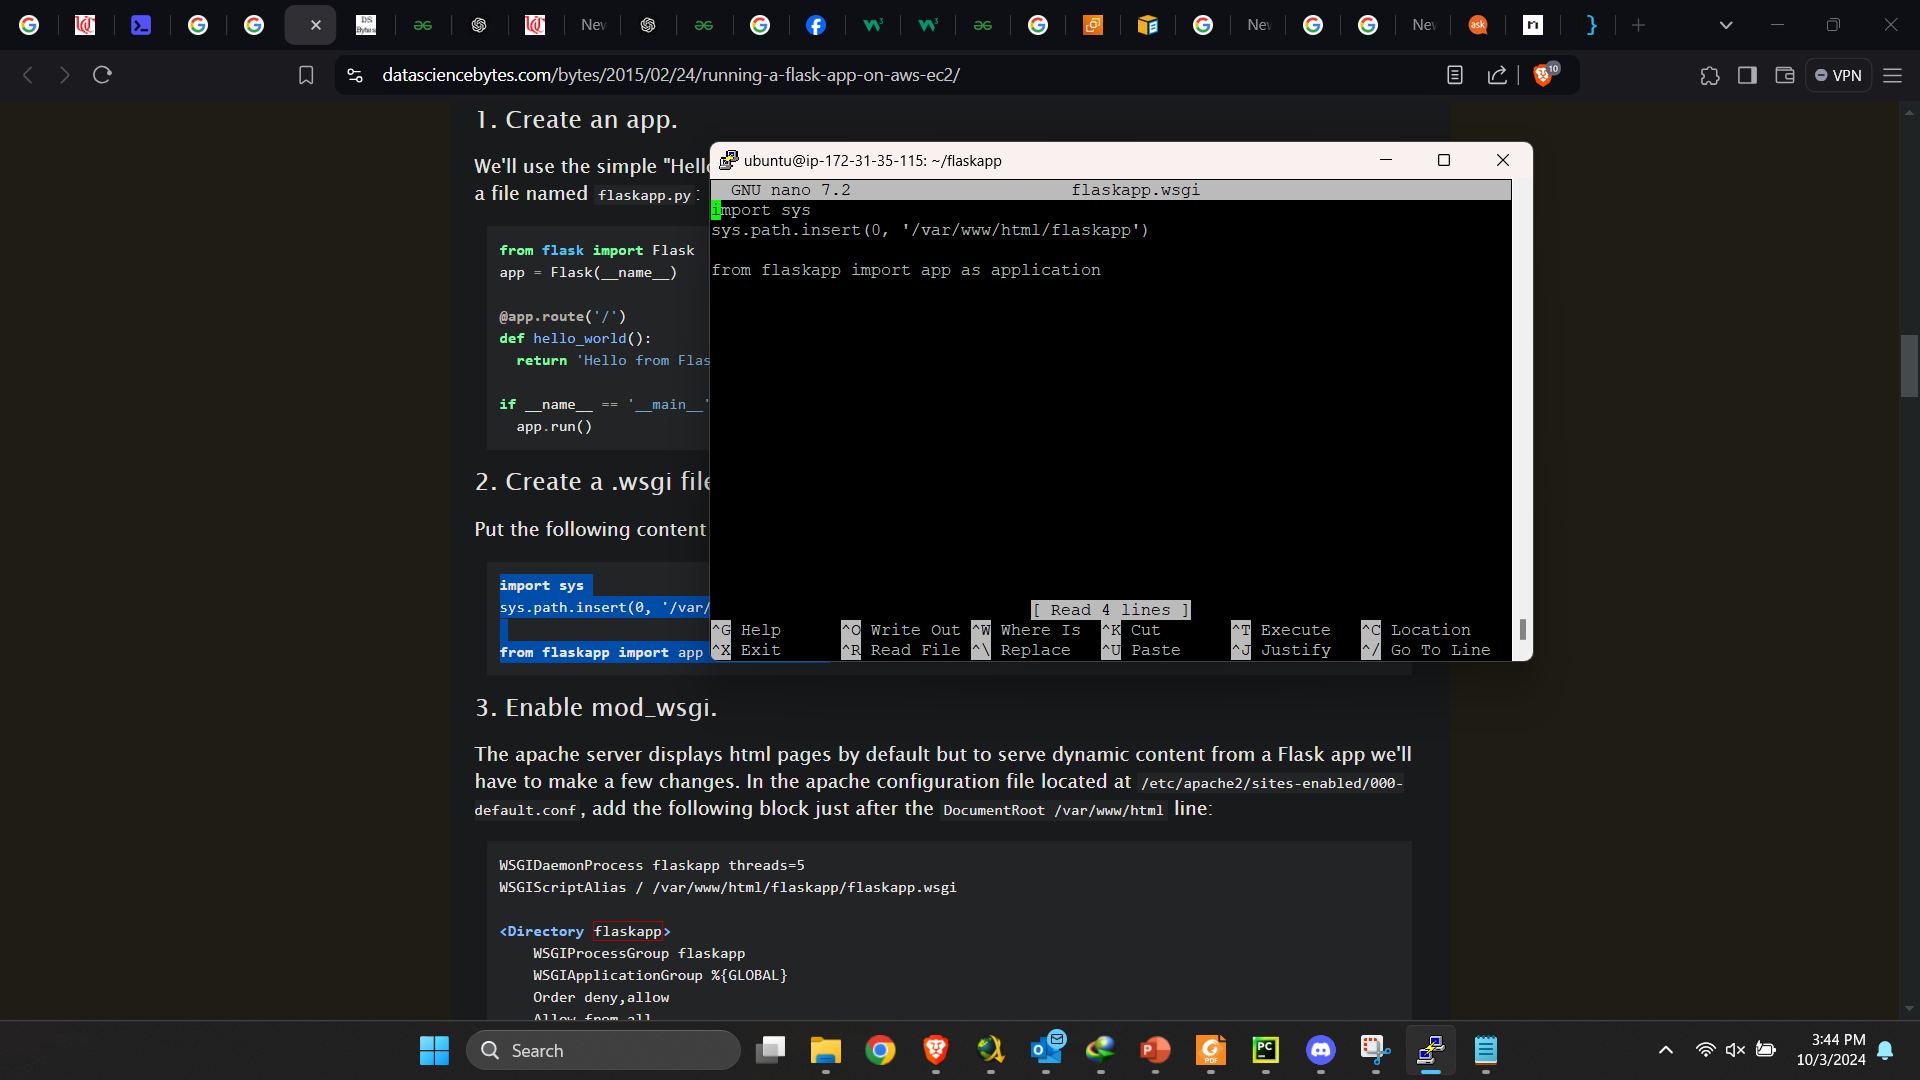 DS
Bytes
New
New
New
ask
datasciencebytes.com/bytes/2015/02/24/running-a-flask-app-on-aws-ec2/
10
VPN
1. Create an app.
We'll use the simple "Hello
a file named flaskapp.py:
from flask import Flask
app = Flask(__name__)
@app.route('/')
def hello_world():
return 'Hello from Flas
if __name__ == '__main__'
app.run()
2. Create a .wsgi file
Put the following content
import sys
sys.path.insert(0, '/var/
from flaskapp import app
ubuntu@ip-172-31-35-115: ~/flaskapp
GNU nano 7.2 flaskapp.wsgi
import sys
sys.path.insert(0, '/var/www/html/flaskapp')
from flaskapp import app as application
[ Read 4 lines ]
^G Help ^O Write Out ^W Where Is ^K Cut ^T Execute ^C Location
^X Exit ^R Read File ^\ Replace ^U Paste ^J Justify ^/ Go To Line
3. Enable mod_wsgi.
The apache server displays html pages by default but to serve dynamic content from a Flask app we'll
have to make a few changes. In the apache configuration file located at /etc/apache2/sites-enabled/000-
default.conf, add the following block just after the DocumentRoot /var/www/html line:
WSGIDaemonProcess flaskapp threads=5
WSGIScriptAlias / /var/www/html/flaskapp/flaskapp.wsgi
<Directory flaskapp>
WSGIProcessGroup flaskapp
WSGIApplicationGroup %{GLOBAL}
Order deny,allow
Allow from all
Search
PDF
PC
3:44 PM
10/3/2024